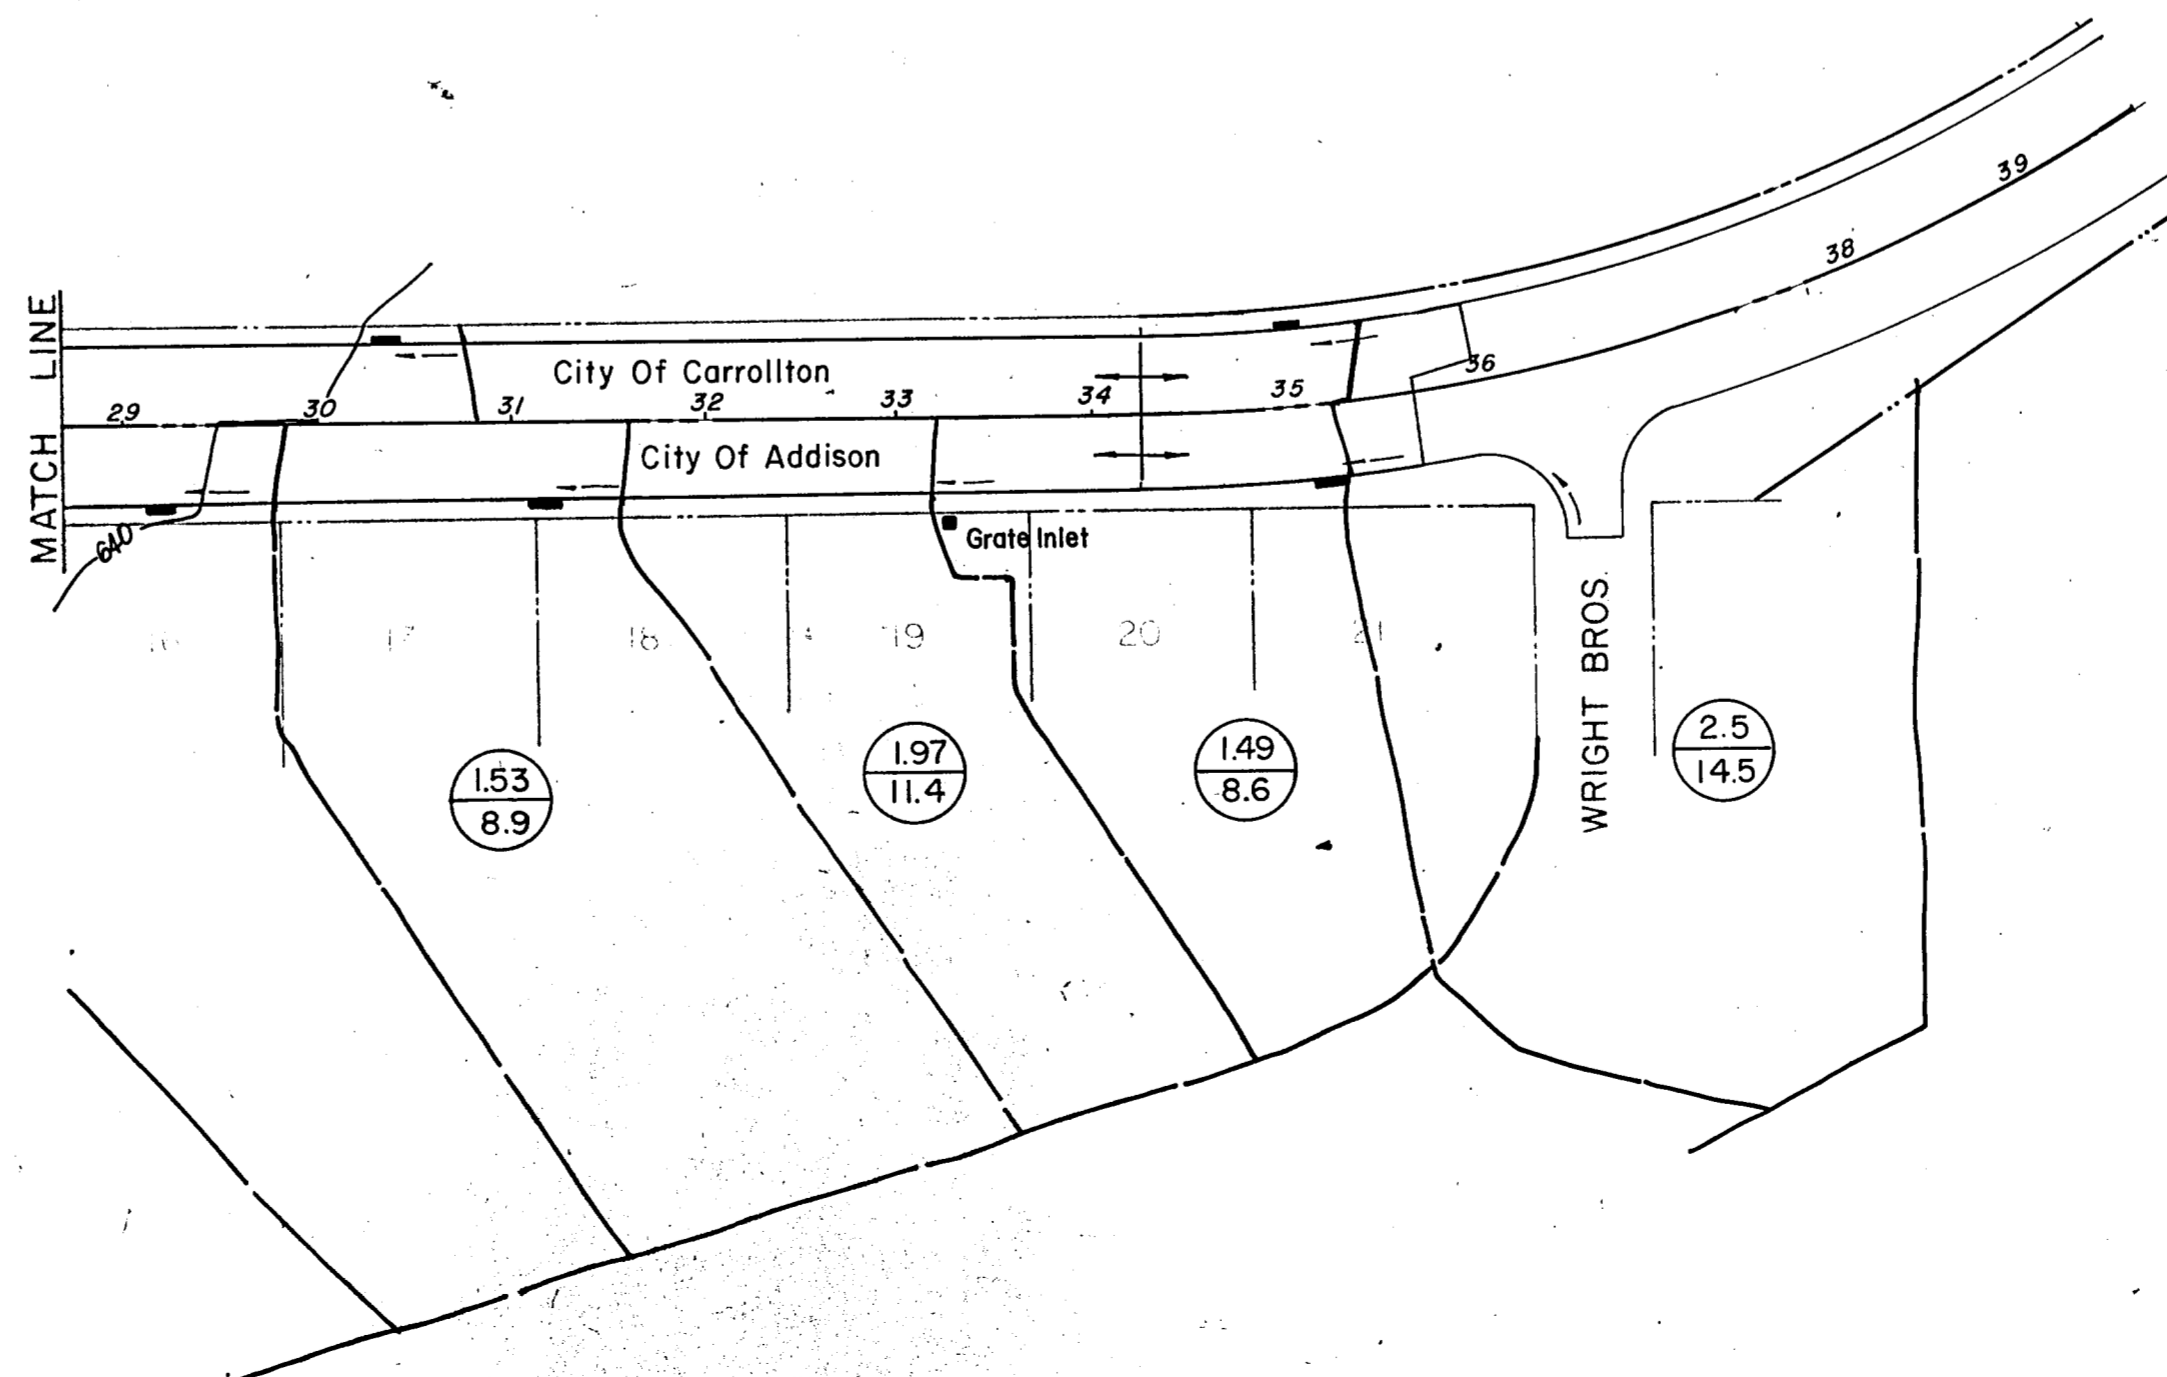 39
38
36
MATCH LINE
City Of Carrollton
29 30 31 32 33 34 35
City Of Addison
640
Grate Inlet
17 18 19 20 21
WRIGHT BROS.
1.53
8.9
1.97
11.4
1.49
8.6
2.5
14.5